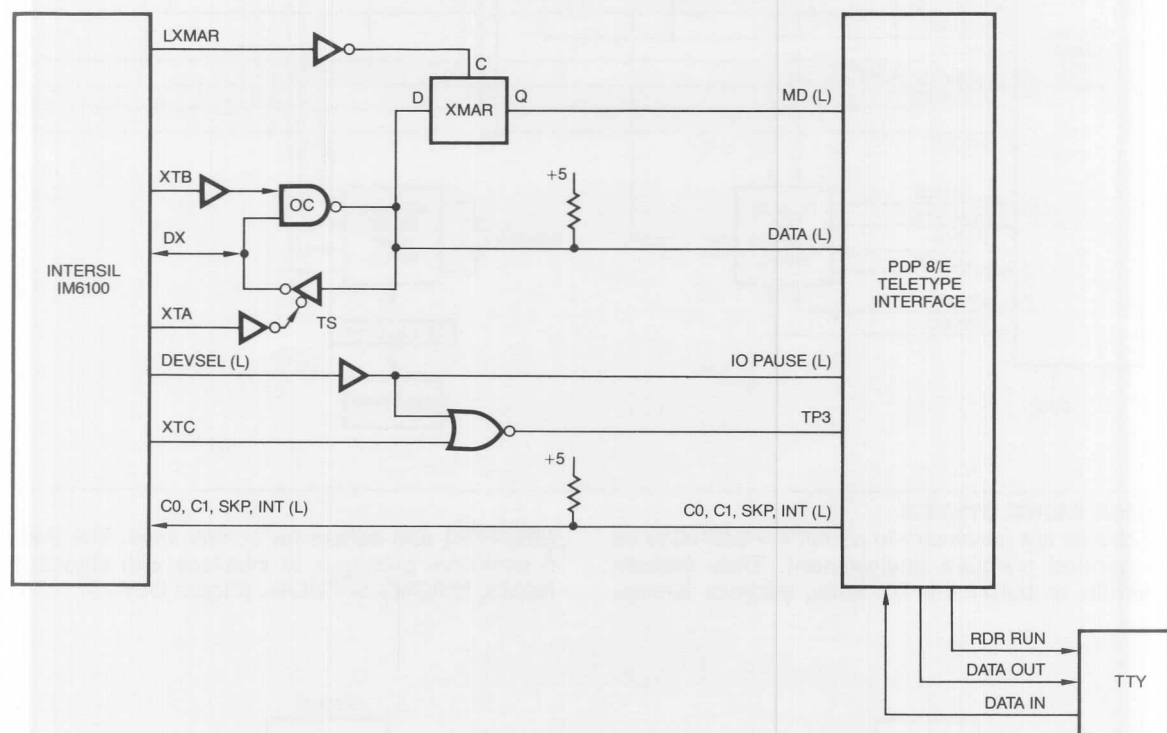 LXMAR
C
D
XMAR
Q
MD (L)
XTB
OC
+5
DX
DATA (L)
INTERSIL
IM6100
PDP 8/E
TELETYPE
INTERFACE
XTA
TS
DEVSEL (L)
IO PAUSE (L)
XTC
TP3
+5
C0, C1, SKP, INT (L)
C0, C1, SKP, INT (L)
RDR RUN
DATA OUT
DATA IN
TTY